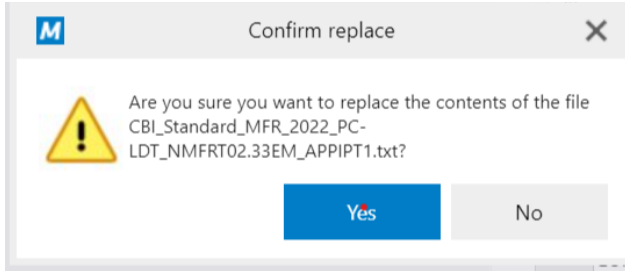 M
Confirm replace
Are you sure you want to replace the contents of the file
CBI_Standard_MFR_2022_PC-
LDT_NMFRT02.33EM_APPIPT1.txt?
Yes
No